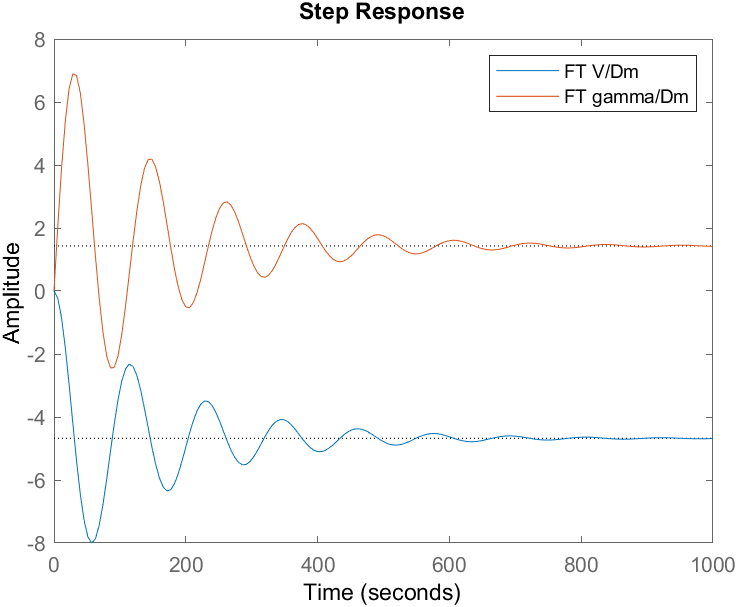 Step Response
FT V/Dm
FT gamma/Dm
Amplitude
8
6
4
2
0
-2
-4
-6
-8
0 200 400 600 800 1000
Time (seconds)